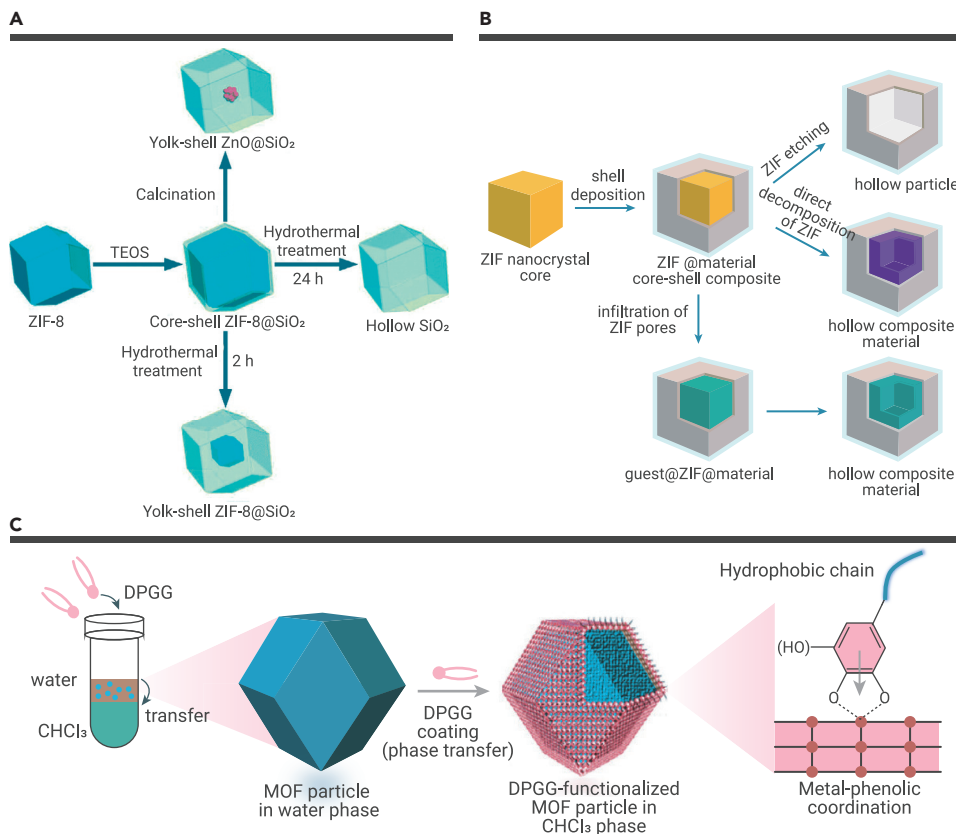 A
Yolk-shell ZnO@SiO₂
Calcination
TEOS
Hydrothermal
treatment
24 h
ZIF-8
Core-shell ZIF-8@SiO₂
Hollow SiO₂
Hydrothermal
treatment
2 h
Yolk-shell ZIF-8@SiO₂
B
shell
deposition
ZIF nanocrystal
core
ZIF @material
core-shell composite
ZIF etching
hollow particle
direct
decomposition
of ZIF
hollow composite
material
infiltration of
ZIF pores
guest@ZIF@material
hollow composite
material
C
DPGG
water
CHCl₃
transfer
MOF particle
in water phase
DPGG
coating
(phase transfer)
DPGG-functionalized
MOF particle in
CHCl₃ phase
Hydrophobic chain
(HO)
O
O
Metal-phenolic
coordination